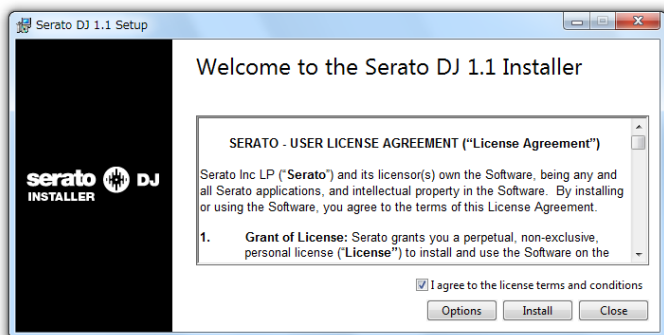 Serato DJ 1.1 Setup
Welcome to the Serato DJ 1.1 Installer
serato DJ
INSTALLER
SERATO - USER LICENSE AGREEMENT (“License Agreement”)
Serato Inc LP (“Serato”) and its licensor(s) own the Software, being any and
all Serato applications, and intellectual property in the Software. By installing
or using the Software, you agree to the terms of this License Agreement.
1. Grant of License: Serato grants you a perpetual, non-exclusive,
personal license (“License”) to install and use the Software on the
I agree to the license terms and conditions
Options Install Close